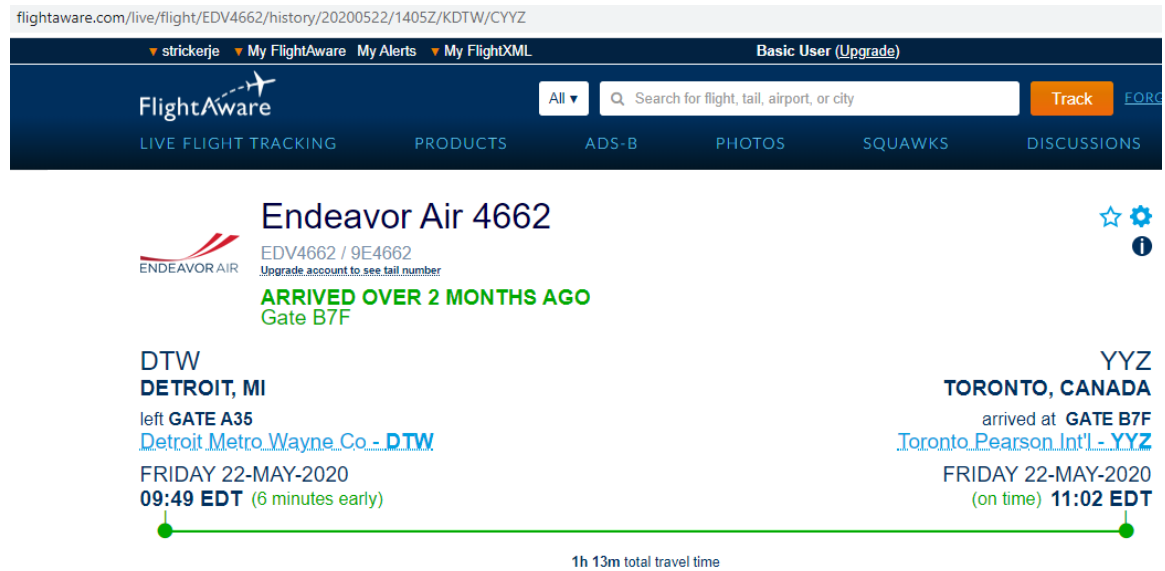 flightaware.com/live/flight/EDV4662/history/20200522/1405Z/KDTW/CYYZ
▼ strickerje ▼ My FlightAware My Alerts ▼ My FlightXML Basic User (Upgrade)
FlightAware All ▾ Search for flight, tail, airport, or city Track FORG
LIVE FLIGHT TRACKING PRODUCTS ADS-B PHOTOS SQUAWKS DISCUSSIONS
Endeavor Air 4662
ENDEAVOR AIR EDV4662 / 9E4662
Upgrade account to see tail number
ARRIVED OVER 2 MONTHS AGO
Gate B7F
DTW YYZ
DETROIT, MI TORONTO, CANADA
left GATE A35 arrived at GATE B7F
Detroit Metro Wayne Co - DTW Toronto Pearson Int'l - YYZ
FRIDAY 22-MAY-2020 FRIDAY 22-MAY-2020
09:49 EDT (6 minutes early) (on time) 11:02 EDT
1h 13m total travel time